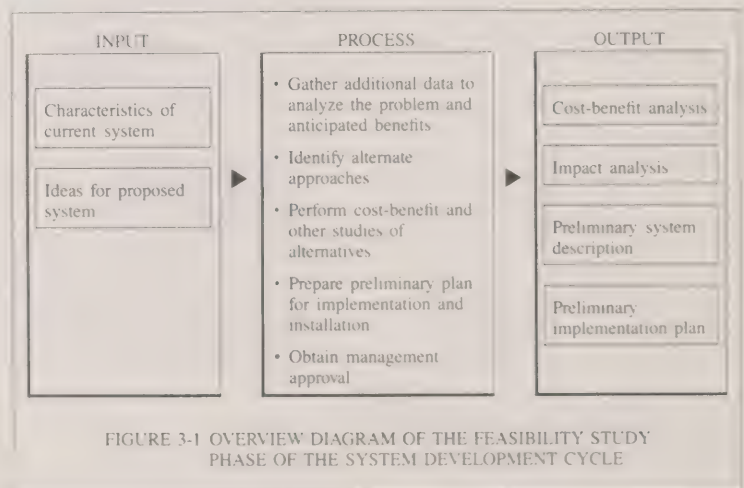 INPUT
Characteristics of
current system
Ideas for proposed
system
PROCESS
• Gather additional data to
analyze the problem and
anticipated benefits
• Identify alternate
approaches
• Perform cost-benefit and
other studies of
alternatives
• Prepare preliminary plan
for implementation and
installation
• Obtain management
approval
OUTPUT
Cost-benefit analysis
Impact analysis
Preliminary system
description
Preliminary
implementation plan
FIGURE 3-1 OVERVIEW DIAGRAM OF THE FEASIBILITY STUDY
PHASE OF THE SYSTEM DEVELOPMENT CYCLE